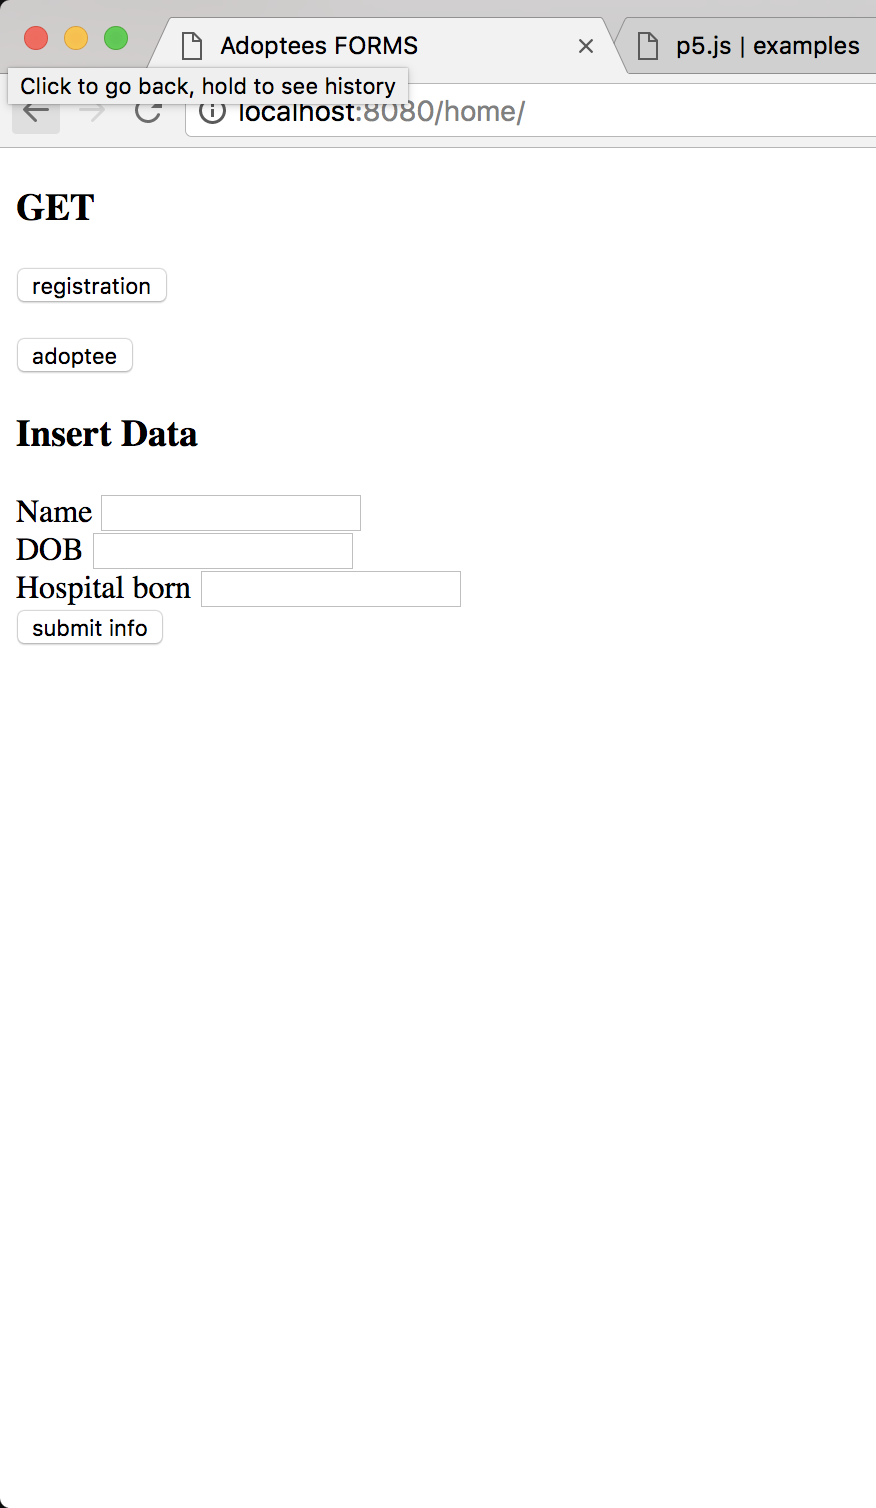 Adoptees FORMS
p5.js | examples
Click to go back, hold to see history
localhost:8080/home/
GET
registration
adoptee
Insert Data
Name
DOB
Hospital born
submit info